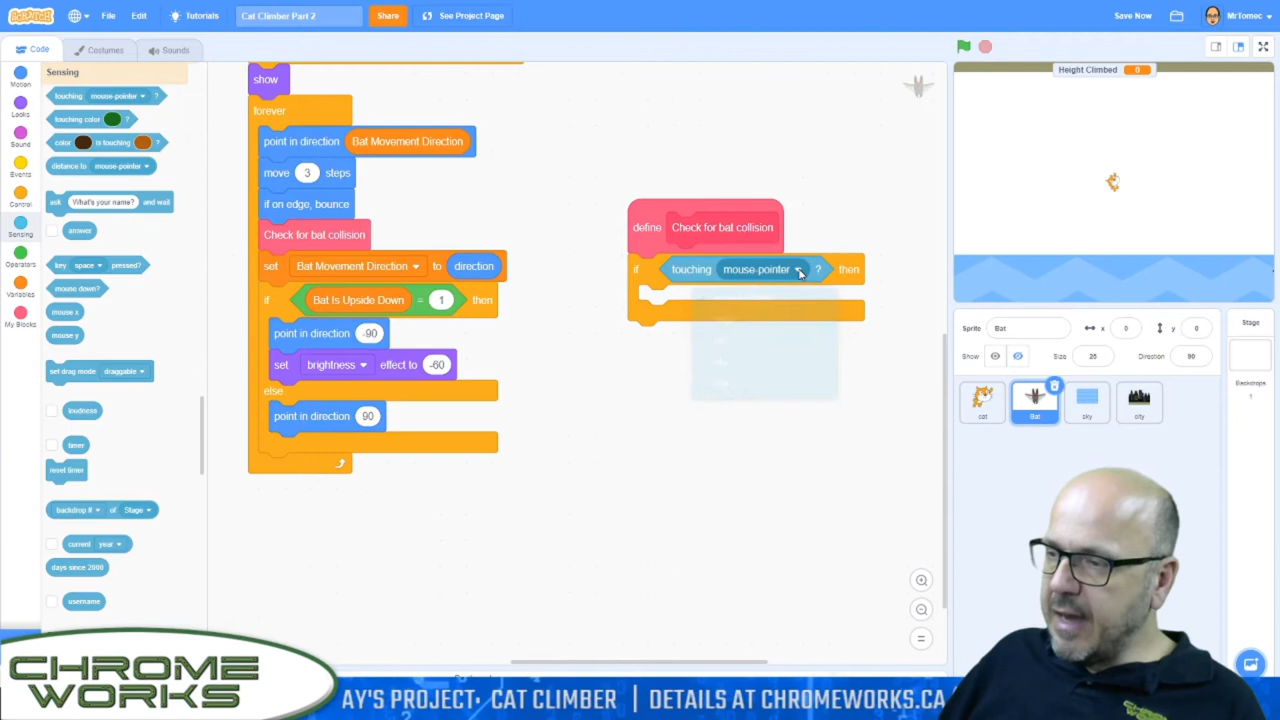 SCRATCH
File
Edit
Tutorials
Cat Climber Part 2
Share
See Project Page
Save Now
MrTomec
Code
Costumes
Sounds
Motion
Looks
Sound
Events
Control
Sensing
Operators
Variables
My Blocks
Sensing
touching mouse-pointer ?
touching color ?
color is touching ?
distance to mouse-pointer
ask What's your name? and wait
answer
key space pressed?
mouse down?
mouse x
mouse y
set drag mode draggable
loudness
timer
reset timer
backdrop # of Stage
current year
days since 2000
username
show
forever
point in direction Bat Movement Direction
move 3 steps
if on edge, bounce
Check for bat collision
set Bat Movement Direction to direction
if Bat Is Upside Down = 1 then
point in direction -90
set brightness effect to -60
else
point in direction 90
define Check for bat collision
if touching mouse-pointer ? then
Height Climbed 0
Sprite Bat x 0 y 0
Show Size 28 Direction 90
cat
Bat
sky
city
Stage
Backdrops
1
CHROME
WORKS
AY'S PROJECT: CAT CLIMBER | DETAILS AT CHROMEWORKS.CA